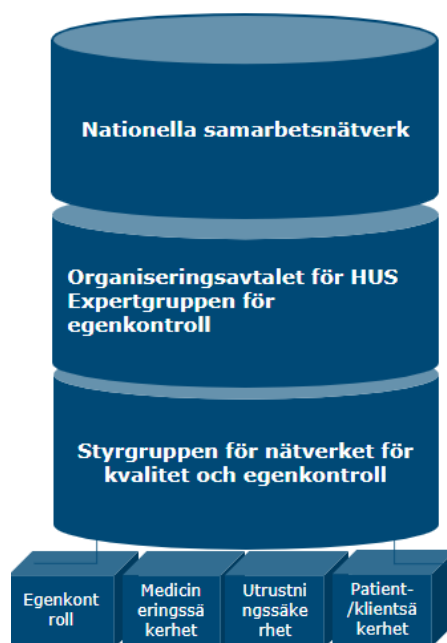 Nationella samarbetsnätverk
Organiseringsavtalet för HUS
Expertgruppen för
egenkontroll
Styrgruppen för nätverket för
kvalitet och egenkontroll
Egenkont
roll
Medicin
eringssä
kerhet
Utrustni
ngssäke
rhet
Patient-
/klientsä
kerhet